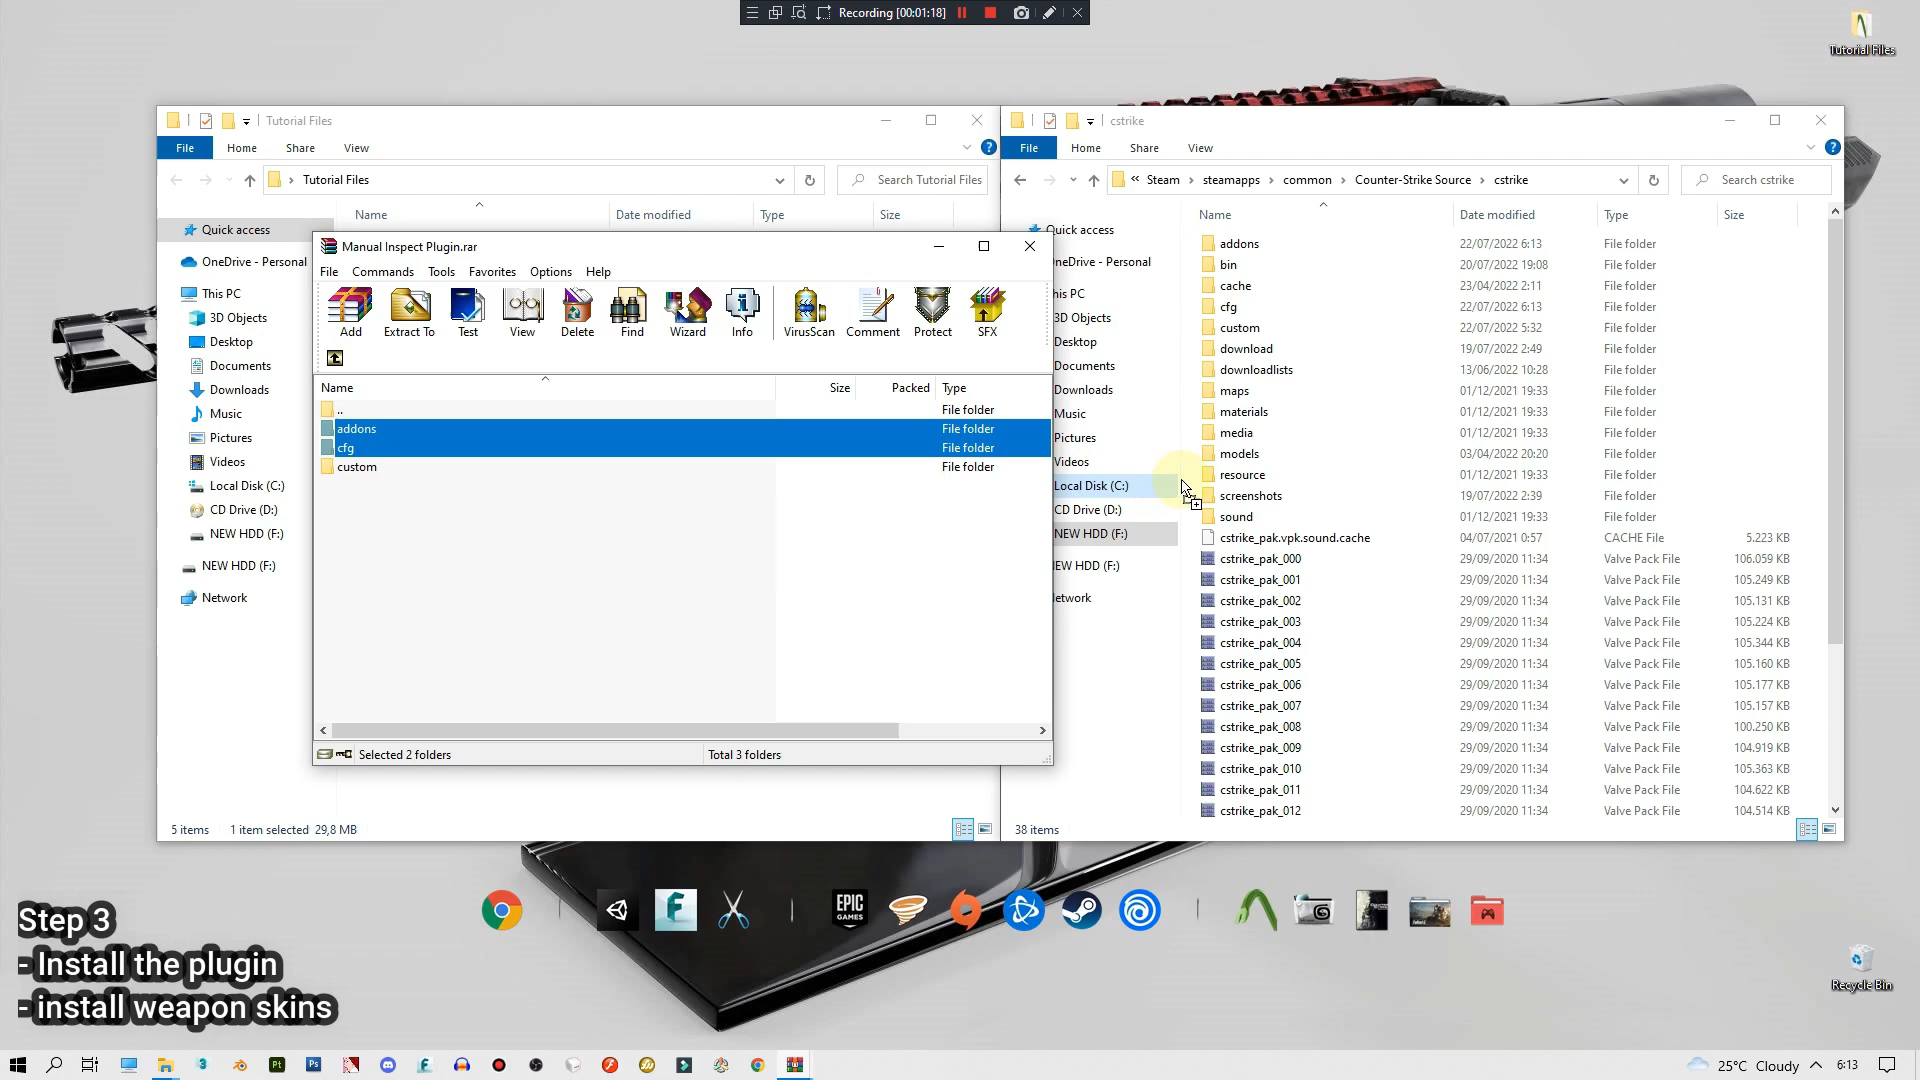 Recording [00:01:18]
Tutorial Files
Tutorial Files
File Home Share View
Tutorial Files
Search Tutorial Files
Name Date modified Type Size
Quick access
OneDrive - Personal
This PC
3D Objects
Desktop
Documents
Downloads
Music
Pictures
Videos
Local Disk (C:)
CD Drive (D:)
NEW HDD (F:)
NEW HDD (F:)
Network
5 items 1 item selected 29,8 MB
Manual Inspect Plugin.rar
File Commands Tools Favorites Options Help
Add Extract To Test View Delete Find Wizard Info VirusScan Comment Protect SFX
Name Size Packed Type
.. File folder
addons File folder
cfg File folder
custom File folder
Selected 2 folders Total 3 folders
cstrike
File Home Share View
« Steam › steamapps › common › Counter-Strike Source › cstrike
Search cstrike
Name Date modified Type Size
Quick access
neDrive - Personal
his PC
3D Objects
Desktop
Documents
Downloads
Music
Pictures
Videos
Local Disk (C:)
CD Drive (D:)
NEW HDD (F:)
EW HDD (F:)
etwork
addons 22/07/2022 6:13 File folder
bin 20/07/2022 19:08 File folder
cache 23/04/2022 2:11 File folder
cfg 22/07/2022 6:13 File folder
custom 22/07/2022 5:32 File folder
download 19/07/2022 2:49 File folder
downloadlists 13/06/2022 10:28 File folder
maps 01/12/2021 19:33 File folder
materials 01/12/2021 19:33 File folder
media 01/12/2021 19:33 File folder
models 03/04/2022 20:20 File folder
resource 01/12/2021 19:33 File folder
screenshots 19/07/2022 2:39 File folder
sound 01/12/2021 19:33 File folder
cstrike_pak.vpk.sound.cache 04/07/2021 0:57 CACHE File 5.223 KB
cstrike_pak_000 29/09/2020 11:34 Valve Pack File 106.059 KB
cstrike_pak_001 29/09/2020 11:34 Valve Pack File 105.249 KB
cstrike_pak_002 29/09/2020 11:34 Valve Pack File 105.131 KB
cstrike_pak_003 29/09/2020 11:34 Valve Pack File 105.224 KB
cstrike_pak_004 29/09/2020 11:34 Valve Pack File 105.344 KB
cstrike_pak_005 29/09/2020 11:34 Valve Pack File 105.160 KB
cstrike_pak_006 29/09/2020 11:34 Valve Pack File 105.177 KB
cstrike_pak_007 29/09/2020 11:34 Valve Pack File 105.157 KB
cstrike_pak_008 29/09/2020 11:34 Valve Pack File 100.250 KB
cstrike_pak_009 29/09/2020 11:34 Valve Pack File 104.919 KB
cstrike_pak_010 29/09/2020 11:34 Valve Pack File 105.363 KB
cstrike_pak_011 29/09/2020 11:34 Valve Pack File 104.622 KB
cstrike_pak_012 29/09/2020 11:34 Valve Pack File 104.514 KB
38 items
EPIC
GAMES
Step 3
- Install the plugin
- install weapon skins
Recycle Bin
25°C Cloudy 6:13